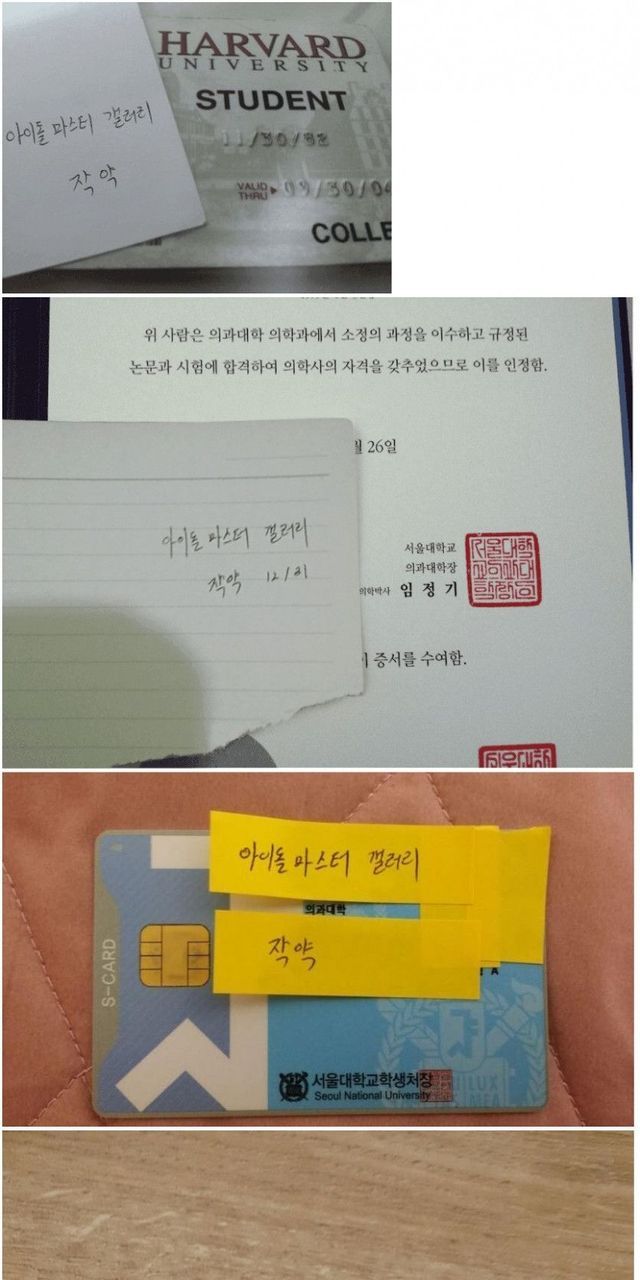 HARVARD
UNIVERSITY
STUDENT
11/30/82
VALID
THRU 09/30/04
COLLE
아이돌 마스터 갤러리
작약
위 사람은 의과대학 의학과에서 소정의 과정을 이수하고 규정된
논문과 시험에 합격하여 의학사의 자격을 갖추었으므로 이를 인정함.
월 26일
아이돌 마스터 갤러리
작약 12/31
서울대학교
의과대학장
의학박사 임정기
이 증서를 수여함.
아이돌 마스터 갤러리
의과대학
작약
A
S-CARD
서울대학교학생처장
Seoul National University
LUX
MEA